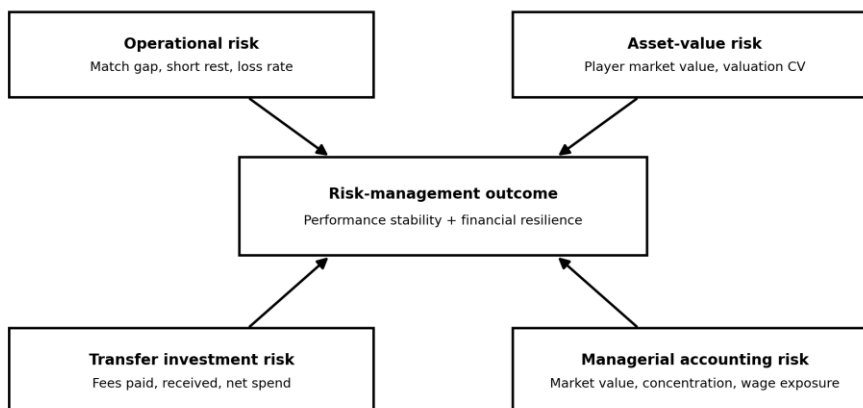 Operational risk
Match gap, short rest, loss rate
Asset-value risk
Player market value, valuation CV
Risk-management outcome
Performance stability + financial resilience
Transfer investment risk
Fees paid, received, net spend
Managerial accounting risk
Market value, concentration, wage exposure